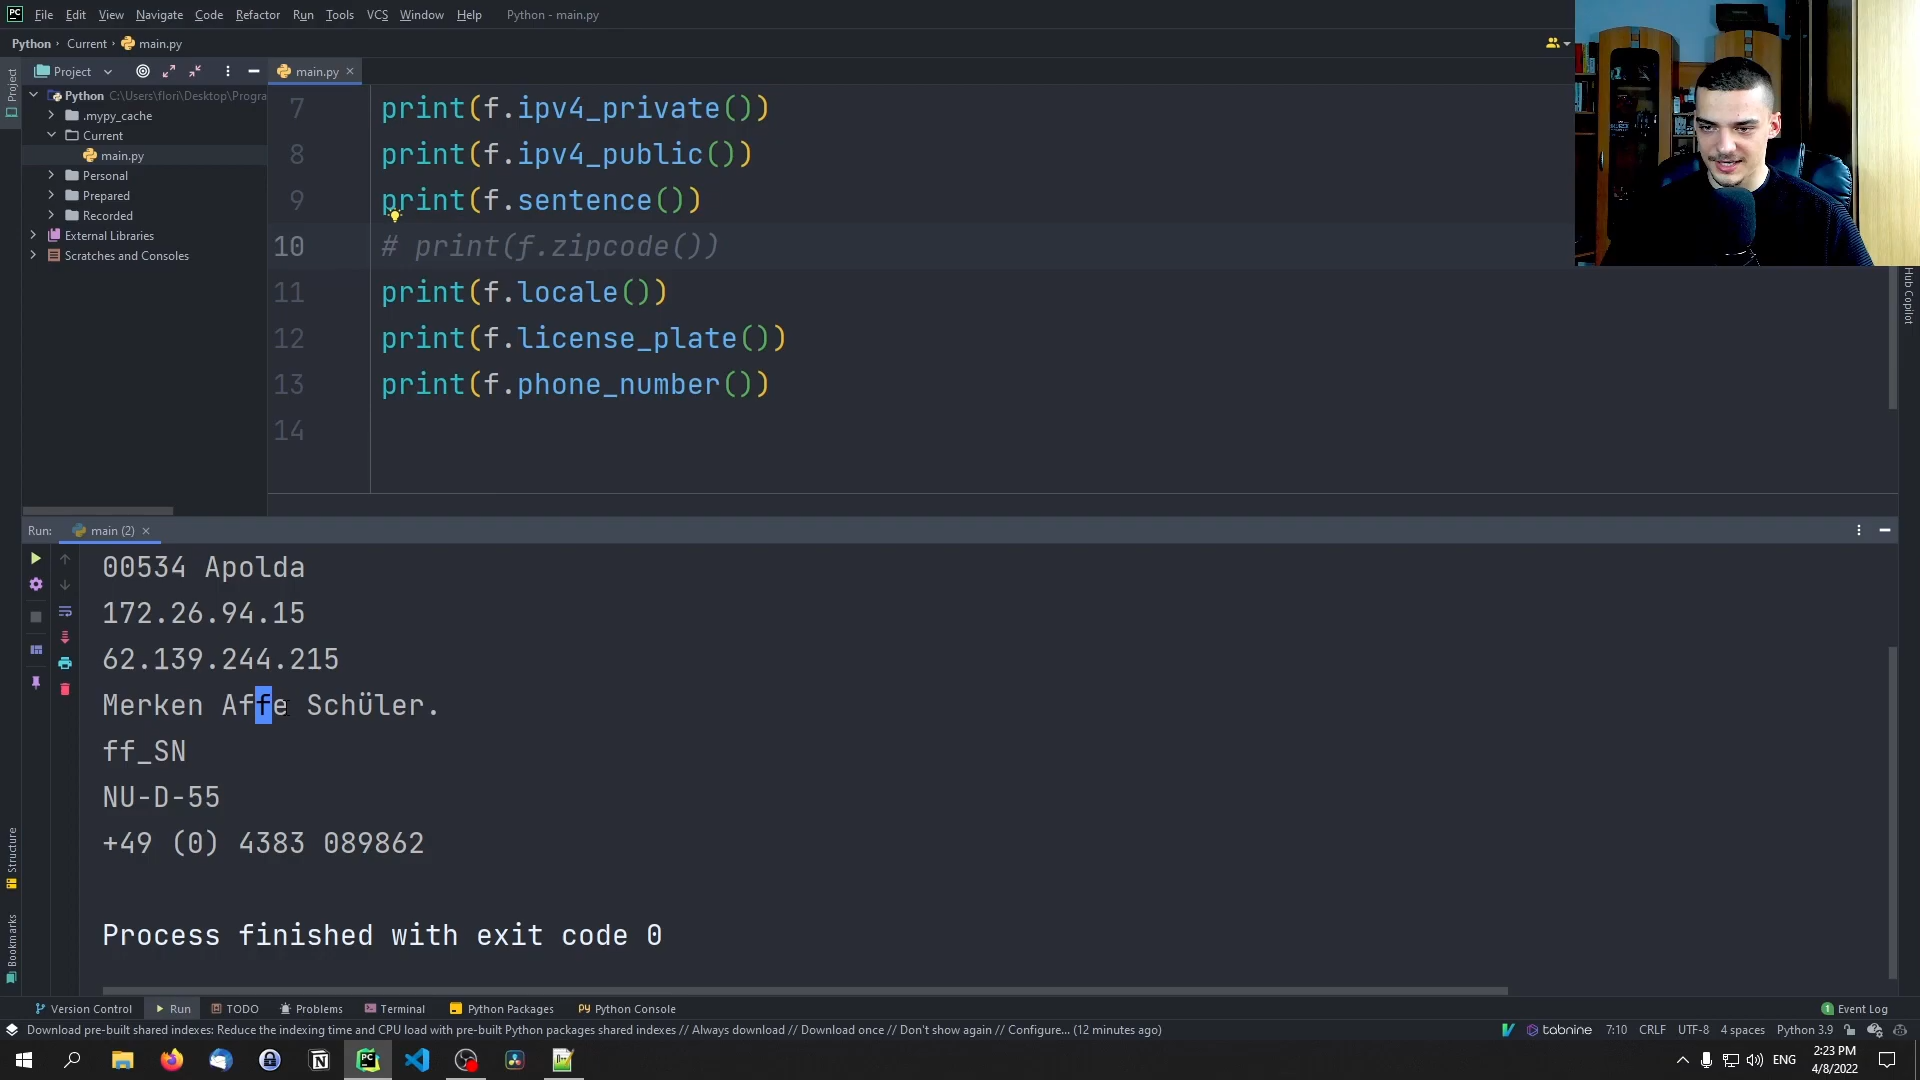 PC File Edit View Navigate Code Refactor Run Tools VCS Window Help Python - main.py
Python › Current › main.py
Project
main.py ×
Project
Python C:\Users\flori\Desktop\Progra
.mypy_cache
Current
main.py
Personal
Prepared
Recorded
External Libraries
Scratches and Consoles
7 print(f.ipv4_private())
8 print(f.ipv4_public())
9 print(f.sentence())
10 # print(f.zipcode())
11 print(f.locale())
12 print(f.license_plate())
13 print(f.phone_number())
14
Hub Copilot
Run: main (2) ×
00534 Apolda
172.26.94.15
62.139.244.215
Merken Affe Schüler.
ff_SN
NU-D-55
+49 (0) 4383 089862
Process finished with exit code 0
Structure
Bookmarks
Version Control Run TODO Problems Terminal Python Packages Python Console 1 Event Log
Download pre-built shared indexes: Reduce the indexing time and CPU load with pre-built Python packages shared indexes // Always download // Download once // Don't show again // Configure... (12 minutes ago) tabnine 7:10 CRLF UTF-8 4 spaces Python 3.9
PC ENG 2:23 PM
4/8/2022